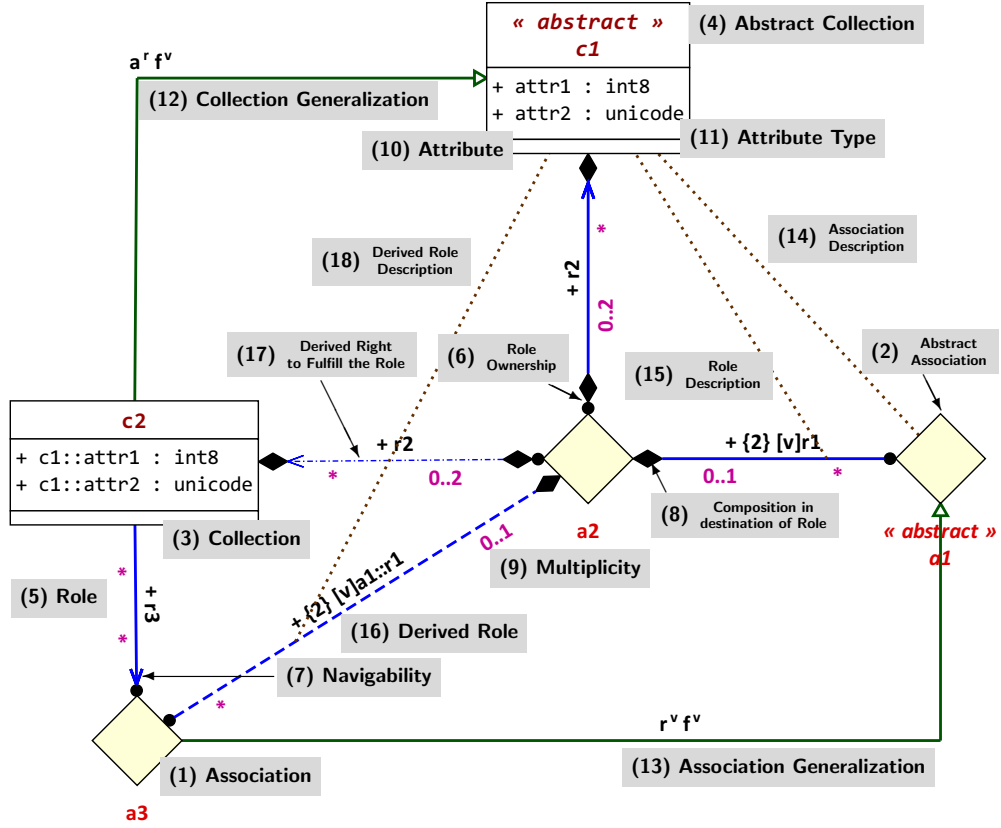 « abstract »
c1
(4) Abstract Collection
+ attr1 : int8
+ attr2 : unicode
aʳ fᵛ
(12) Collection Generalization
(10) Attribute
(11) Attribute Type
*
+ r2
0..2
(14) Association
Description
(18) Derived Role
Description
(17) Derived Right
to Fulfill the Role
(6) Role
Ownership
(15) Role
Description
(2) Abstract
Association
c2
+ c1::attr1 : int8
+ c1::attr2 : unicode
+ r2
*
0..2
+ {2} [v]r1
0..1
*
(8) Composition in
destination of Role
a2
« abstract »
a1
(3) Collection
0..1
(9) Multiplicity
*
(5) Role
+ r3
*
+ {2} [v]a1::r1
(16) Derived Role
(7) Navigability
*
rᵛ fᵛ
(13) Association Generalization
(1) Association
a3